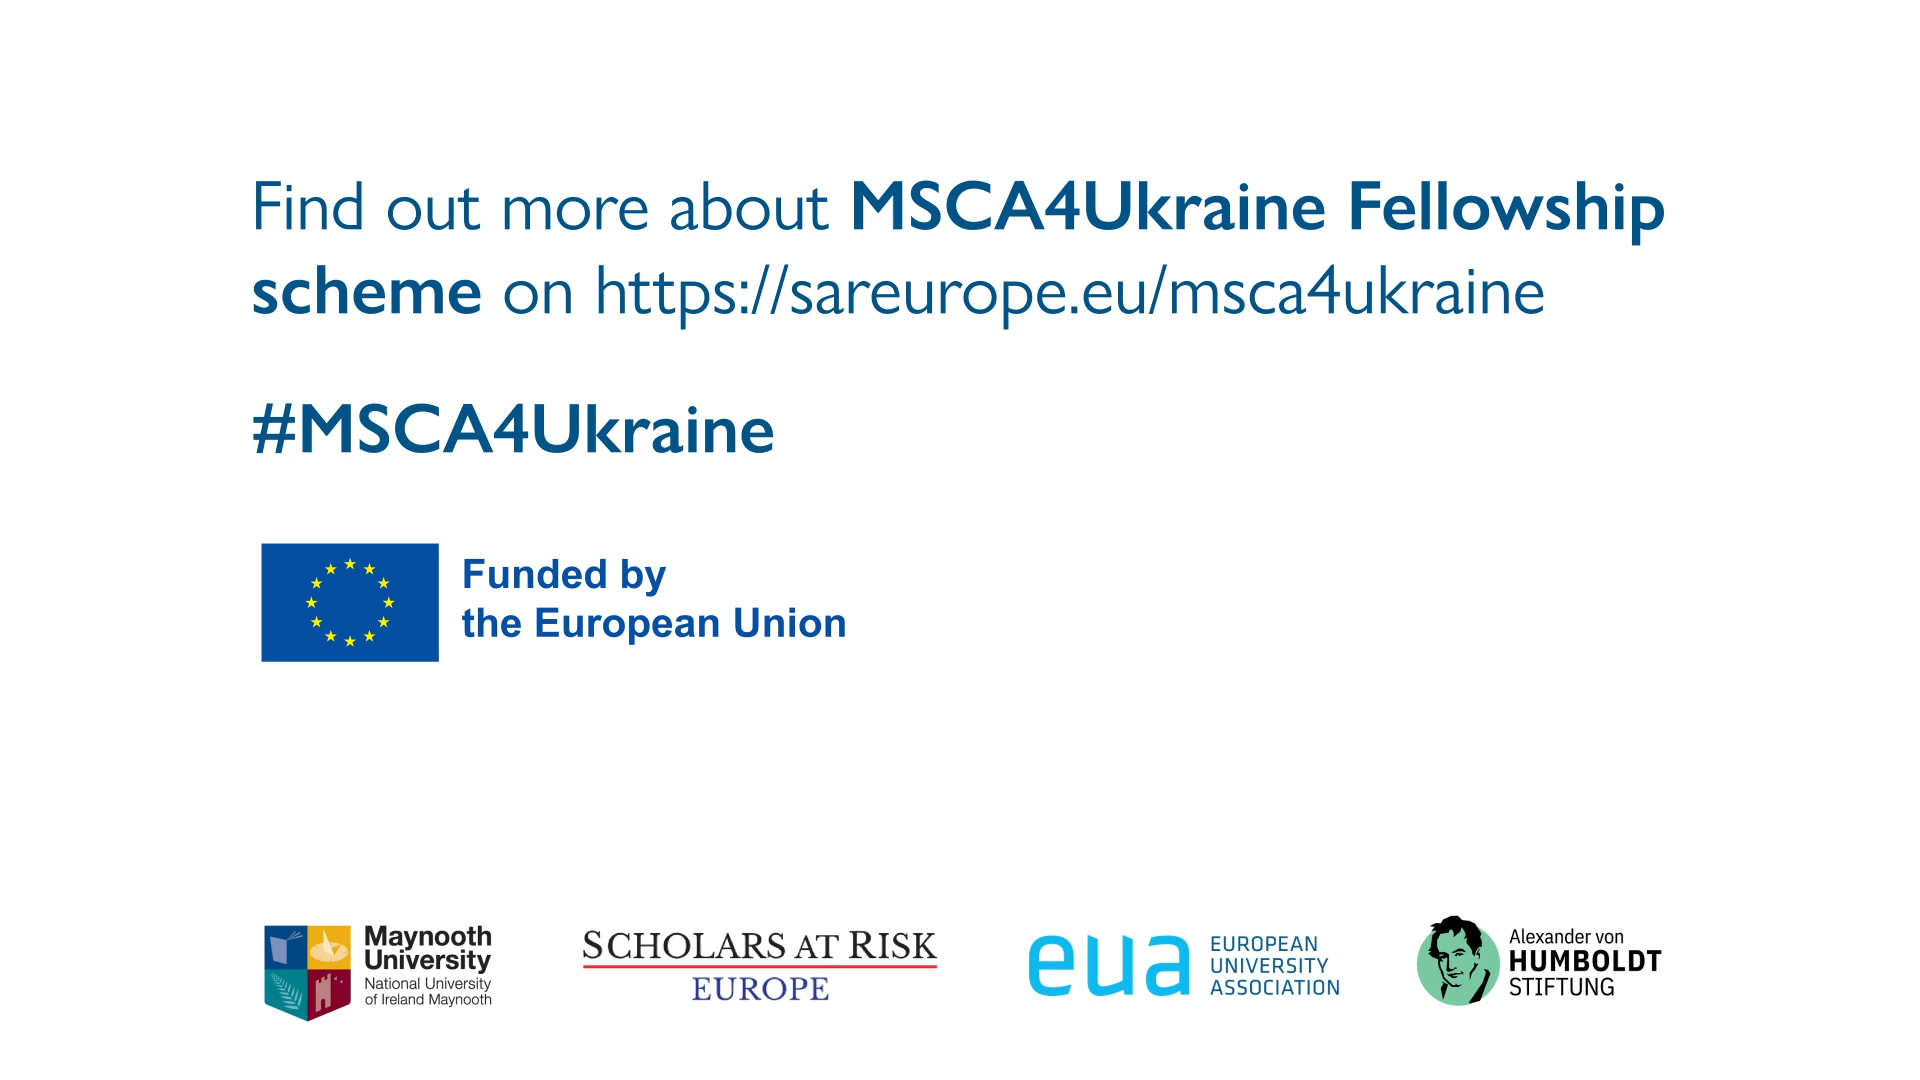 Find out more about MSCA4Ukraine Fellowship
scheme on https://sareurope.eu/msca4ukraine
#MSCA4Ukraine
Funded by
the European Union
Maynooth
University
National University
of Ireland Maynooth
SCHOLARS AT RISK
EUROPE
eua
EUROPEAN
UNIVERSITY
ASSOCIATION
Alexander von
HUMBOLDT
STIFTUNG